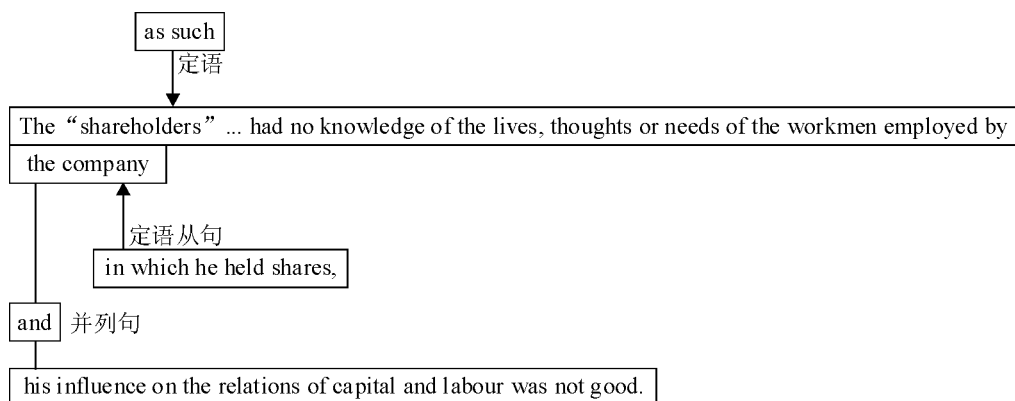 as such
定语
The “shareholders” ... had no knowledge of the lives, thoughts or needs of the workmen employed by
the company
定语从句
in which he held shares,
and 并列句
his influence on the relations of capital and labour was not good.